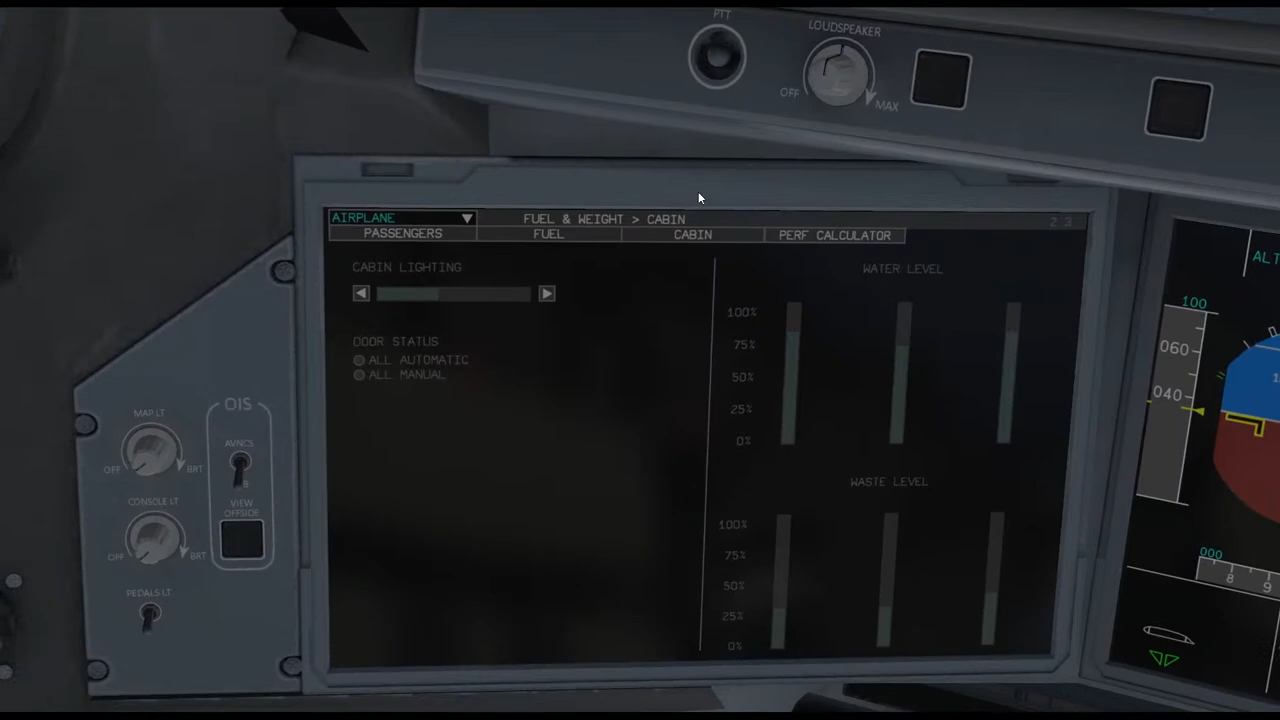 PTT
LOUDSPEAKER
OFF
MAX
AIRPLANE
FUEL & WEIGHT > CABIN
2 3
PASSENGERS
FUEL
CABIN
PERF CALCULATOR
CABIN LIGHTING
DOOR STATUS
ALL AUTOMATIC
ALL MANUAL
WATER LEVEL
100%
75%
50%
25%
0%
WASTE LEVEL
100%
75%
50%
25%
0%
MAP LT
OFF
BRT
CONSOLE LT
OFF
BRT
PEDALS LT
OIS
AVNCS
VIEW
OFFSIDE
ALT
100
060
040
000
8
9